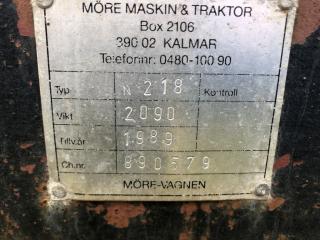 MÖRE MASKIN & TRAKTOR
Box 2106
390 02 KALMAR
Telefonnr: 0480-100 90
Typ N 218 Kontroll
Vikt 2090
Tillv.år 1989
Ch.nr. 890579
MÖRE-VAGNEN